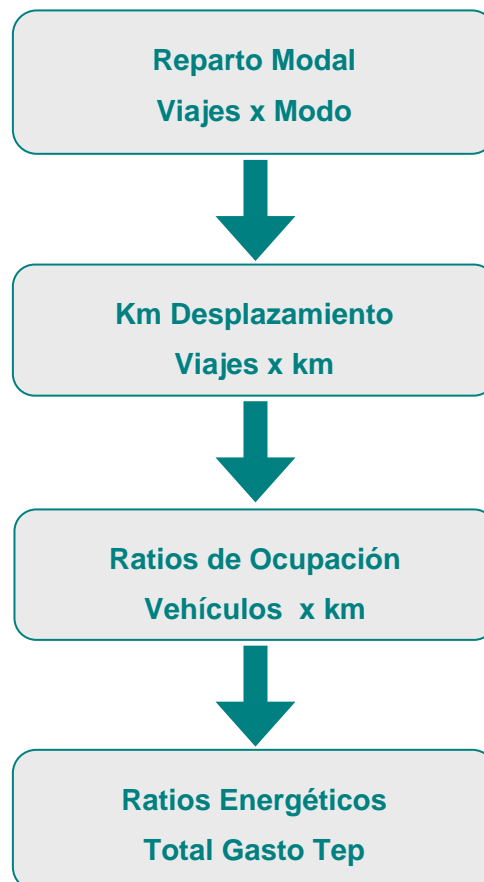 Reparto Modal
Viajes x Modo
Km Desplazamiento
Viajes x km
Ratios de Ocupación
Vehículos x km
Ratios Energéticos
Total Gasto Tep